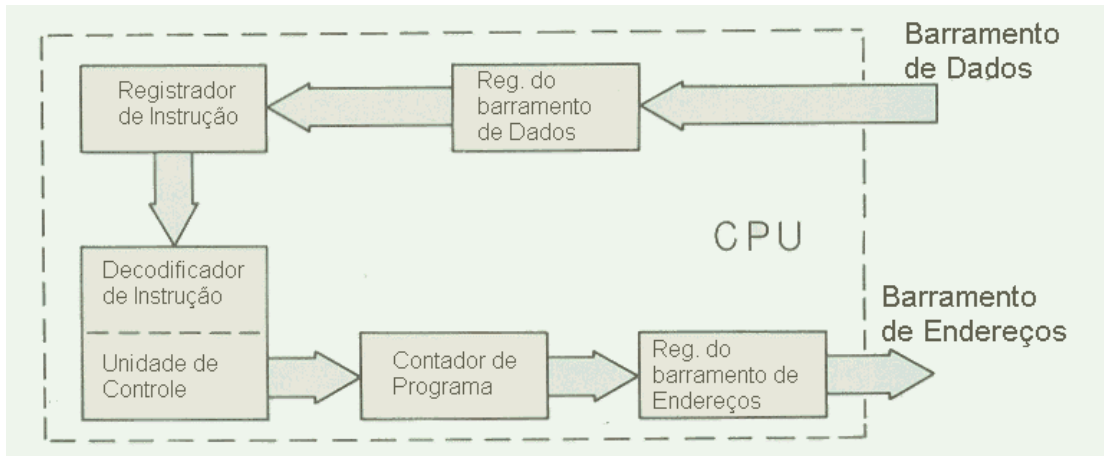 Barramento
de Dados
Registrador
de Instrução
Reg. do
barramento
de Dados
CPU
Decodificador
de Instrução
Unidade de
Controle
Contador de
Programa
Reg. do
barramento de
Endereços
Barramento
de Endereços